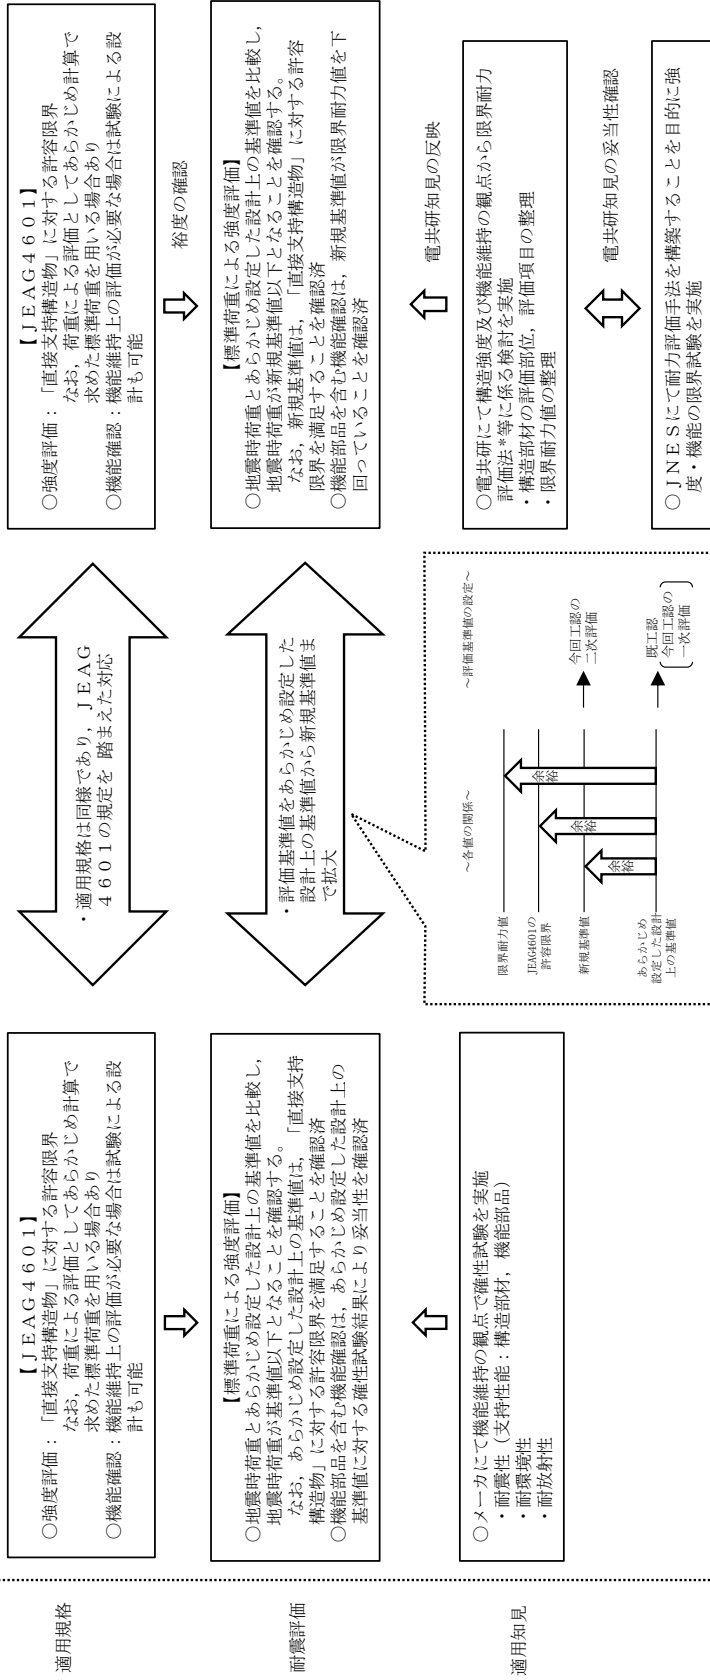 適用規格
【ＪＥＡＧ４６０１】
○強度評価：「直接支持構造物」に対する許容限界
なお，荷重による評価としてあらかじめ計算で
求めた標準荷重を用いる場合あり
○機能確認：機能維持上の評価が必要な場合は試験による設
計も可能
・適用規格は同様であり，ＪＥＡＧ
４６０１の規定を 踏まえた対応
【ＪＥＡＧ４６０１】
○強度評価：「直接支持構造物」に対する許容限界
なお，荷重による評価としてあらかじめ計算で
求めた標準荷重を用いる場合あり
○機能確認：機能維持上の評価が必要な場合は試験による設
計も可能
裕度の確認
耐震評価
【標準荷重による強度評価】
○地震時荷重とあらかじめ設定した設計上の基準値を比較し，
地震時荷重が基準値以下となることを確認する。
なお，あらかじめ設定した設計上の基準値は，「直接支持
構造物」に対する許容限界を満足することを確認済
○機能部品を含む機能確認は，あらかじめ設定した設計上の
基準値に対する確性試験結果により妥当性を確認済
・評価基準値をあらかじめ設定した
設計上の基準値から新規基準値ま
で拡大
【標準荷重による強度評価】
○地震時荷重とあらかじめ設定した設計上の基準値を比較し，
地震時荷重が新規基準値以下となることを確認する。
なお，新規基準値は，「直接支持構造物」に対する許容
限界を満足することを確認済
○機能部品を含む機能確認は，新規基準値が限界耐力値を下
回っていることを確認済
電共研知見の反映
適用知見
○メーカにて機能維持の観点で確性試験を実施
・耐震性（支持性能：構造部材，機能部品）
・耐環境性
・耐放射性
～各値の関係～
～評価基準値の設定～
限界耐力値
JEAG4601の
許容限界
新規基準値
あらかじめ
設定した設計
上の基準値
余裕
余裕
余裕
今回工認の
二次評価
既工認
今回工認の
一次評価
○電共研にて構造強度及び機能維持の観点から限界耐力
評価法*等に係る検討を実施
・構造部材の評価部位，評価項目の整理
・限界耐力値の整理
電共研知見の妥当性確認
○ＪＮＥＳにて耐力評価手法を構築することを目的に強
度・機能の限界試験を実施